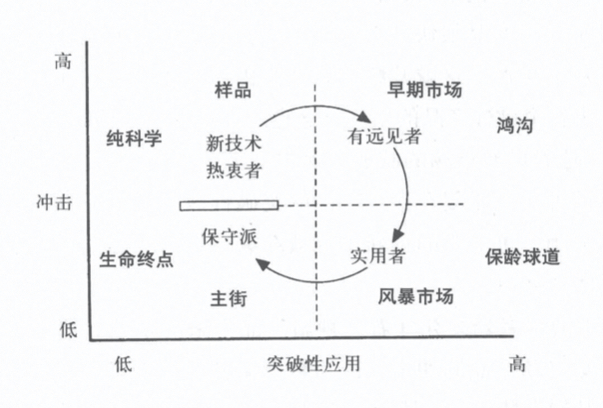 高
样品
早期市场
纯科学
新技术
热衷者
有远见者
鸿沟
冲击
保守派
生命终点
实用者
保龄球道
主街
风暴市场
低
低
突破性应用
高